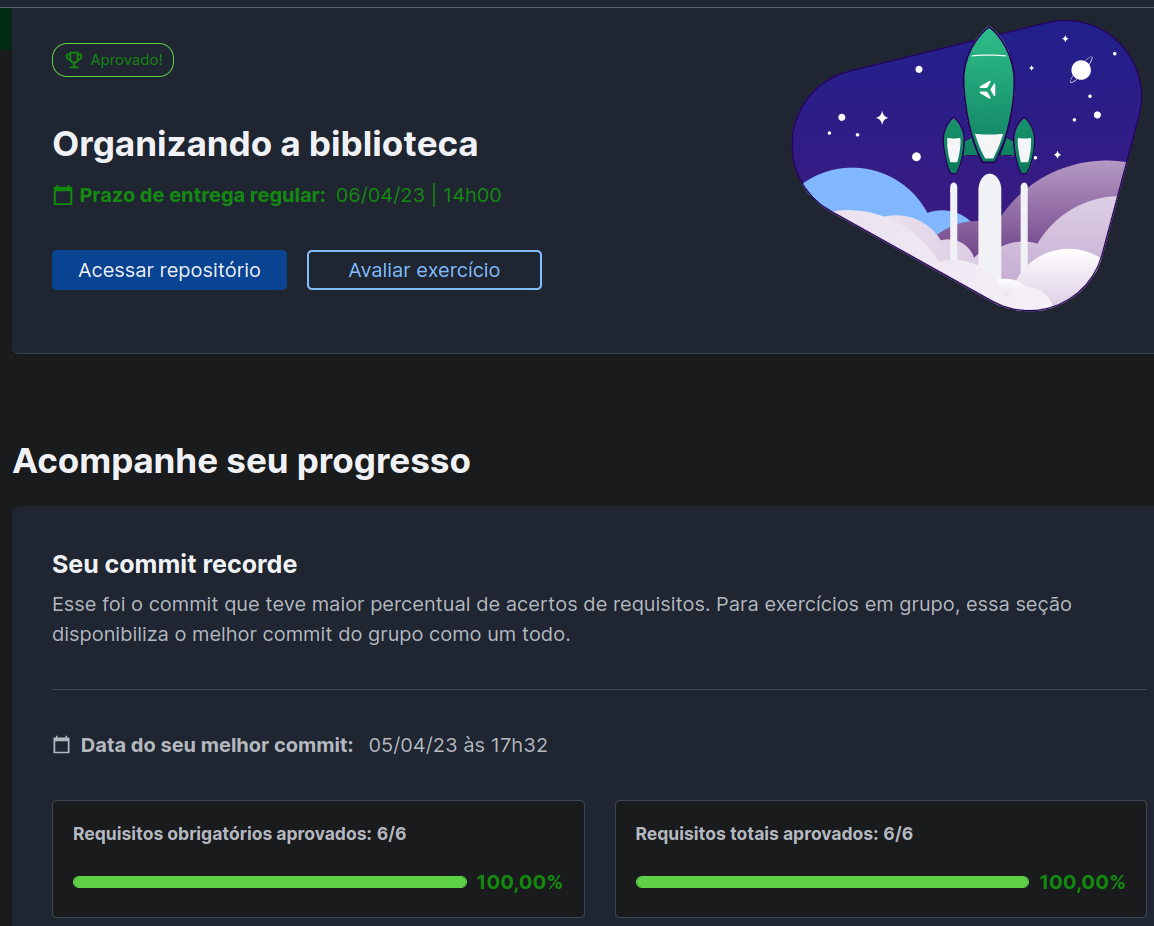 Aprovado!
Organizando a biblioteca
Prazo de entrega regular: 06/04/23 | 14h00
Acessar repositório
Avaliar exercício
Acompanhe seu progresso
Seu commit recorde
Esse foi o commit que teve maior percentual de acertos de requisitos. Para exercícios em grupo, essa seção
disponibiliza o melhor commit do grupo como um todo.
Data do seu melhor commit: 05/04/23 às 17h32
Requisitos obrigatórios aprovados: 6/6
100,00%
Requisitos totais aprovados: 6/6
100,00%